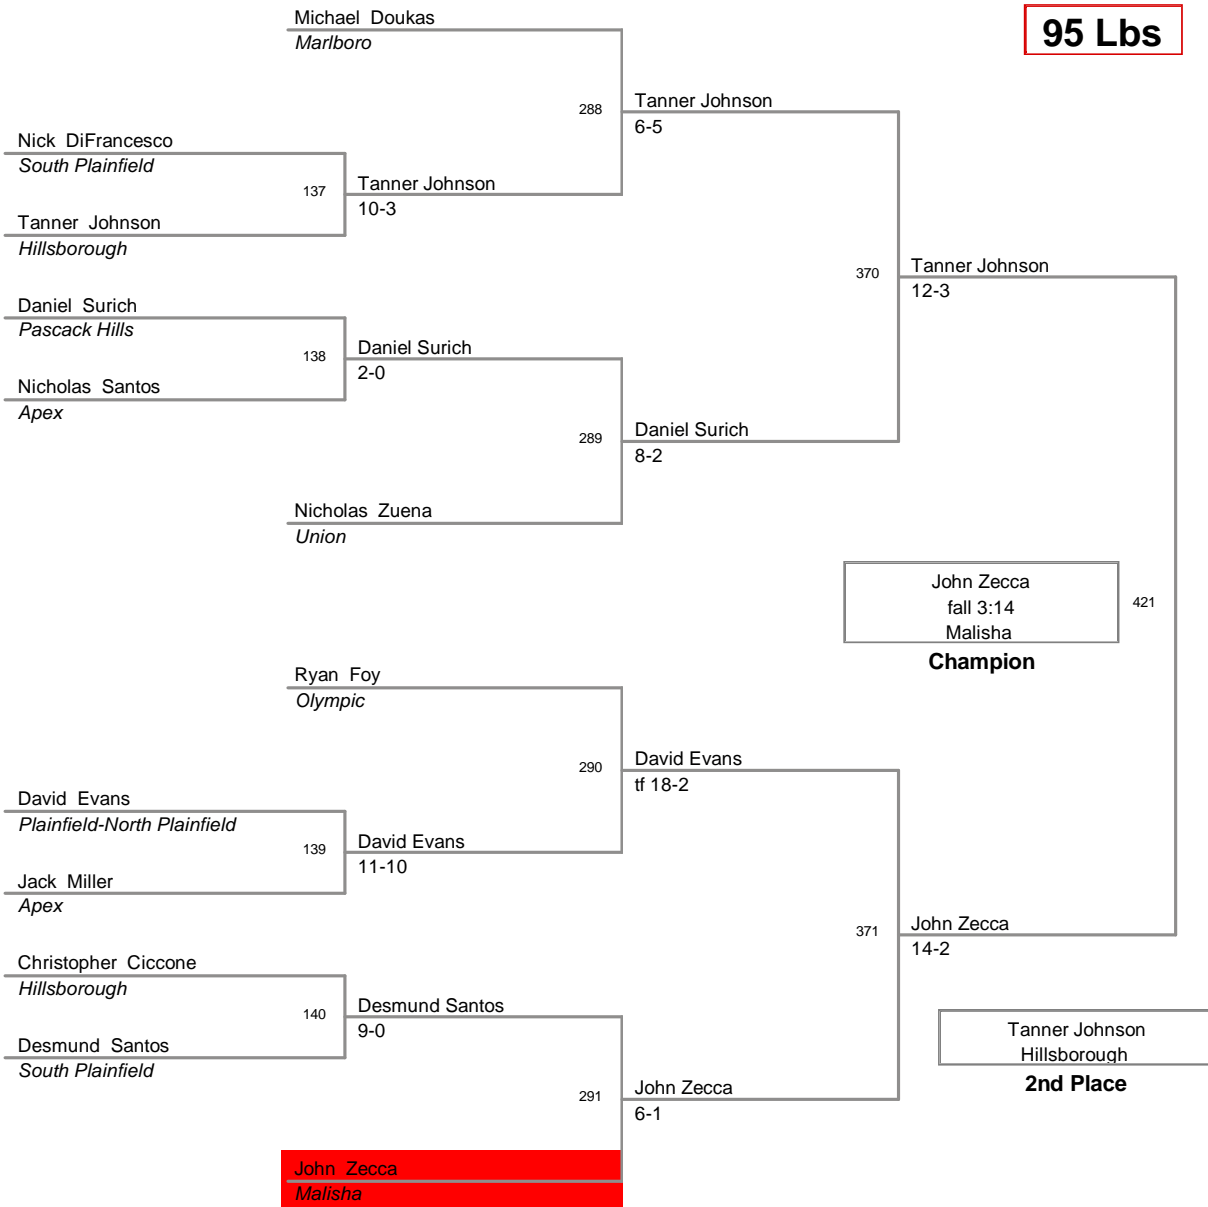 Michael Doukas
Marlboro
95 Lbs
288
Tanner Johnson
6-5
Nick DiFrancesco
South Plainfield
137
Tanner Johnson
10-3
Tanner Johnson
Hillsborough
370
Tanner Johnson
12-3
Daniel Surich
Pascack Hills
138
Daniel Surich
2-0
Nicholas Santos
Apex
289
Daniel Surich
8-2
Nicholas Zuena
Union
John Zecca
fall 3:14
Malisha
421
Champion
Ryan Foy
Olympic
290
David Evans
tf 18-2
David Evans
Plainfield-North Plainfield
139
David Evans
11-10
Jack Miller
Apex
371
John Zecca
14-2
Christopher Ciccone
Hillsborough
140
Desmund Santos
9-0
Desmund Santos
South Plainfield
Tanner Johnson
Hillsborough
2nd Place
291
John Zecca
6-1
John Zecca
Malisha